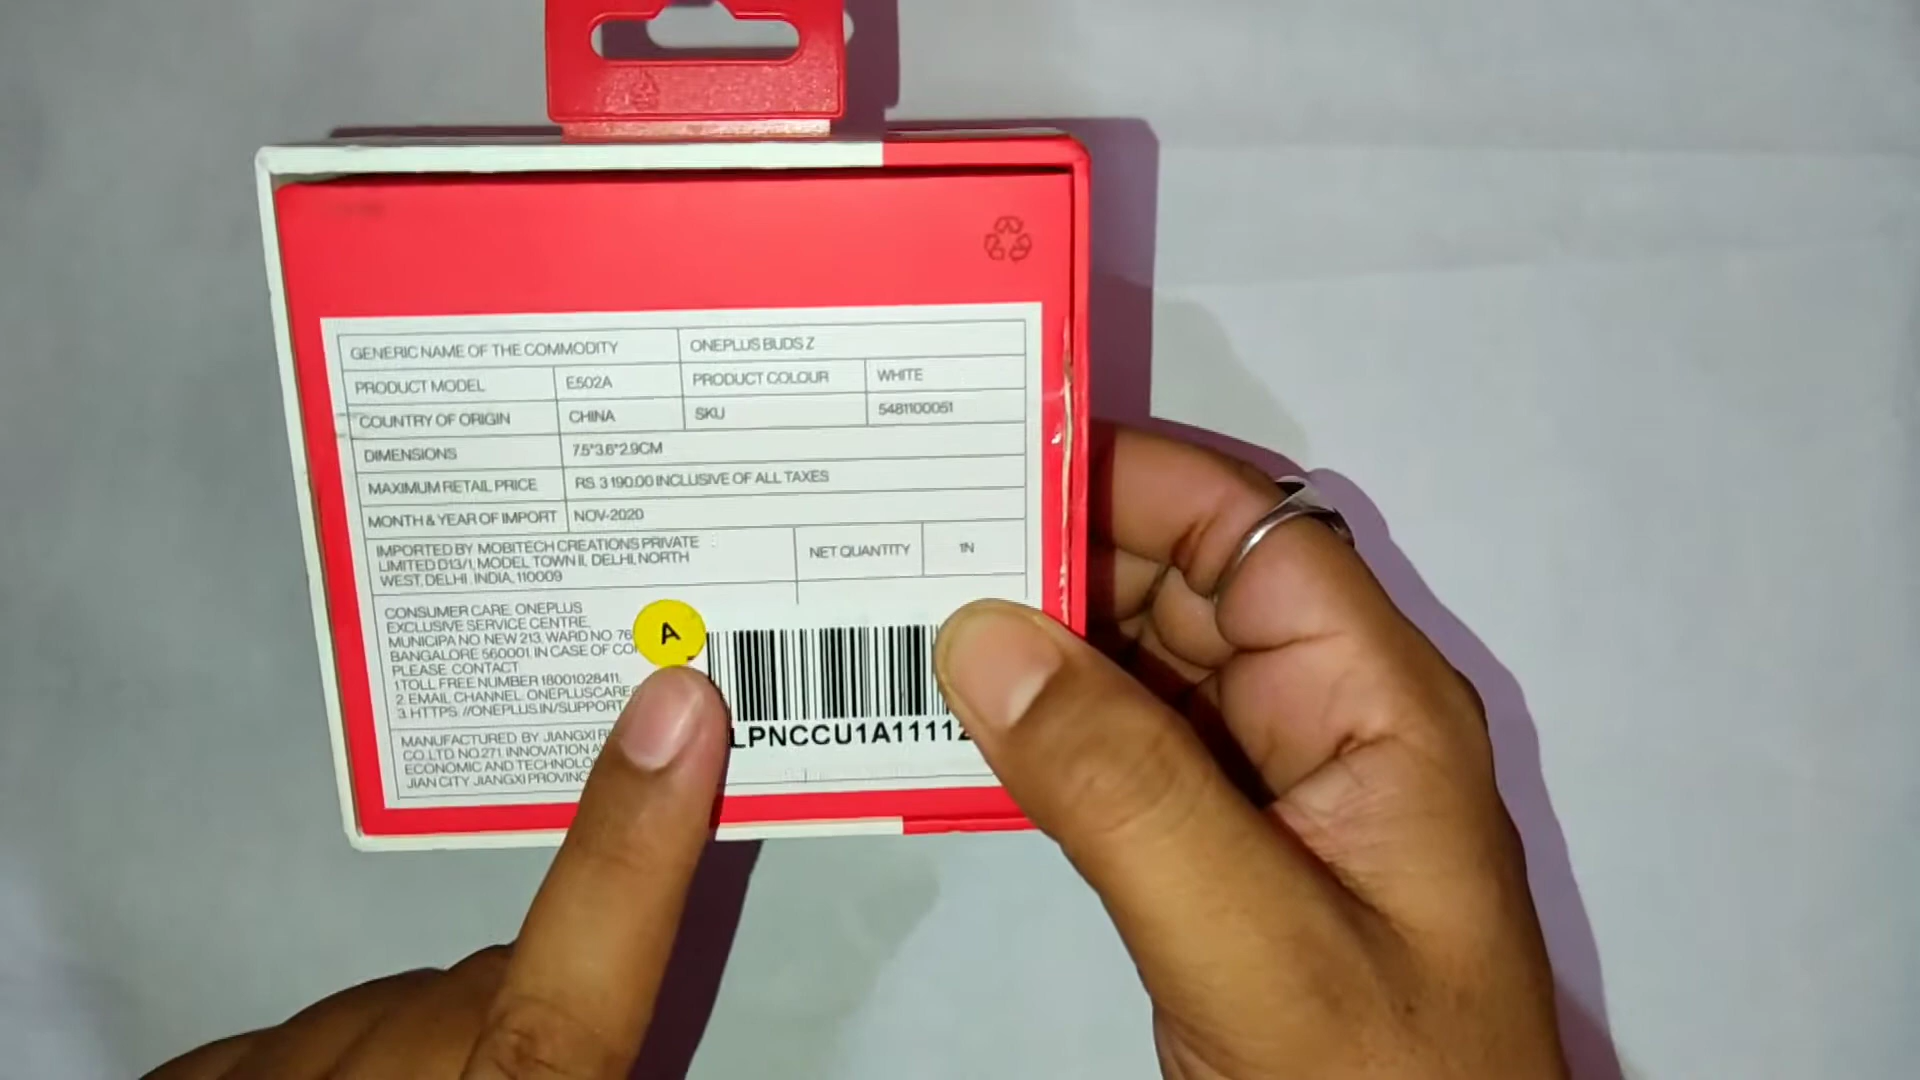 GENERIC NAME OF THE COMMODITY ONEPLUS BUDS Z
PRODUCT MODEL E502A PRODUCT COLOUR WHITE
COUNTRY OF ORIGIN CHINA SKU 5481100051
DIMENSIONS 7.5*3.6*2.9CM
MAXIMUM RETAIL PRICE RS. 3190.00 INCLUSIVE OF ALL TAXES
MONTH & YEAR OF IMPORT NOV-2020
IMPORTED BY MOBITECH CREATIONS PRIVATE
LIMITED D13/1, MODEL TOWN II, DELHI, NORTH
WEST, DELHI, INDIA, 110009
NET QUANTITY 1N
CONSUMER CARE, ONEPLUS
EXCLUSIVE SERVICE CENTRE,
MUNICIPA NO NEW 213, WARD NO 76
BANGALORE 560001. IN CASE OF
PLEASE CONTACT
1.TOLL FREE NUMBER 18001028411,
2. EMAIL CHANNEL, ONEPLUSCARE@
3. HTTPS: //ONEPLUS.IN/SUPPORT
A
LPNCCU1A1111
MANUFACTURED BY JIANGXI
CO LTD NO.271 INNOVATION
ECONOMIC AND
JIAN CITY JIANGXI